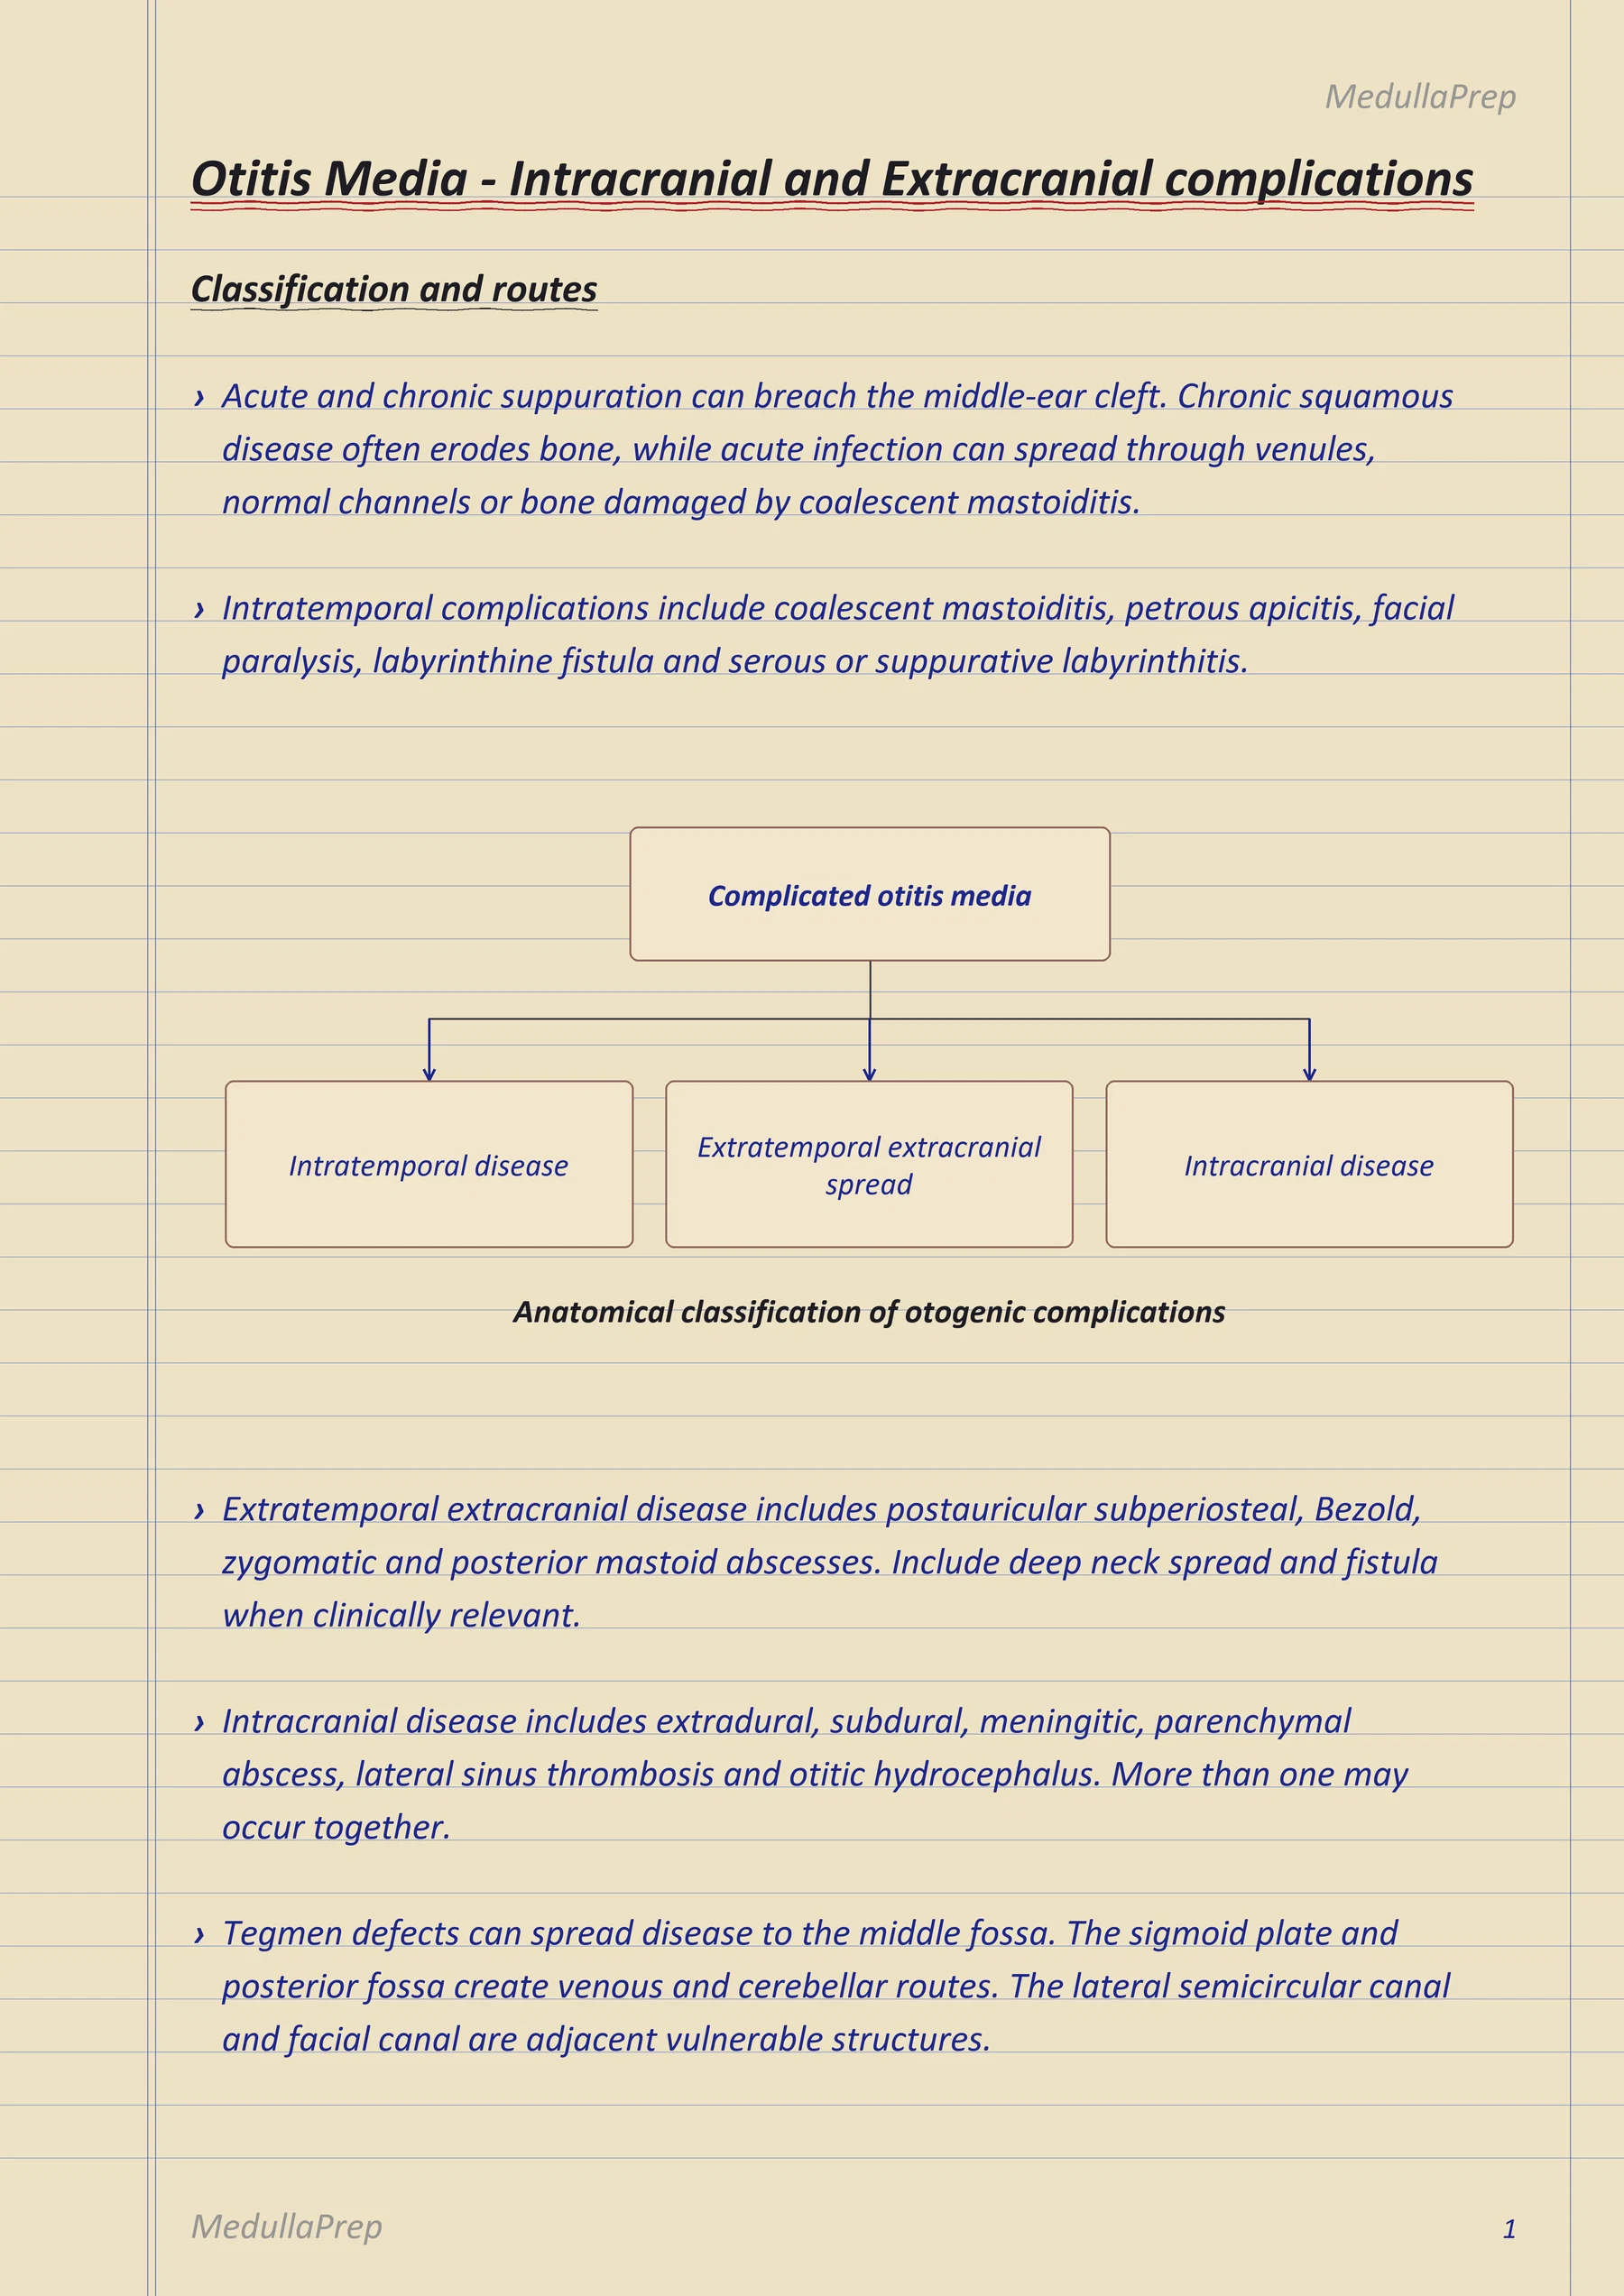 MedullaPrep
Otitis Media - Intracranial and Extracranial complications
Classification and routes
› Acute and chronic suppuration can breach the middle-ear cleft. Chronic squamous
disease often erodes bone, while acute infection can spread through venules,
normal channels or bone damaged by coalescent mastoiditis.
› Intratemporal complications include coalescent mastoiditis, petrous apicitis, facial
paralysis, labyrinthine fistula and serous or suppurative labyrinthitis.
Complicated otitis media
Intratemporal disease
Extratemporal extracranial
spread
Intracranial disease
Anatomical classification of otogenic complications
› Extratemporal extracranial disease includes postauricular subperiosteal, Bezold,
zygomatic and posterior mastoid abscesses. Include deep neck spread and fistula
when clinically relevant.
› Intracranial disease includes extradural, subdural, meningitic, parenchymal
abscess, lateral sinus thrombosis and otitic hydrocephalus. More than one may
occur together.
› Tegmen defects can spread disease to the middle fossa. The sigmoid plate and
posterior fossa create venous and cerebellar routes. The lateral semicircular canal
and facial canal are adjacent vulnerable structures.
MedullaPrep
1